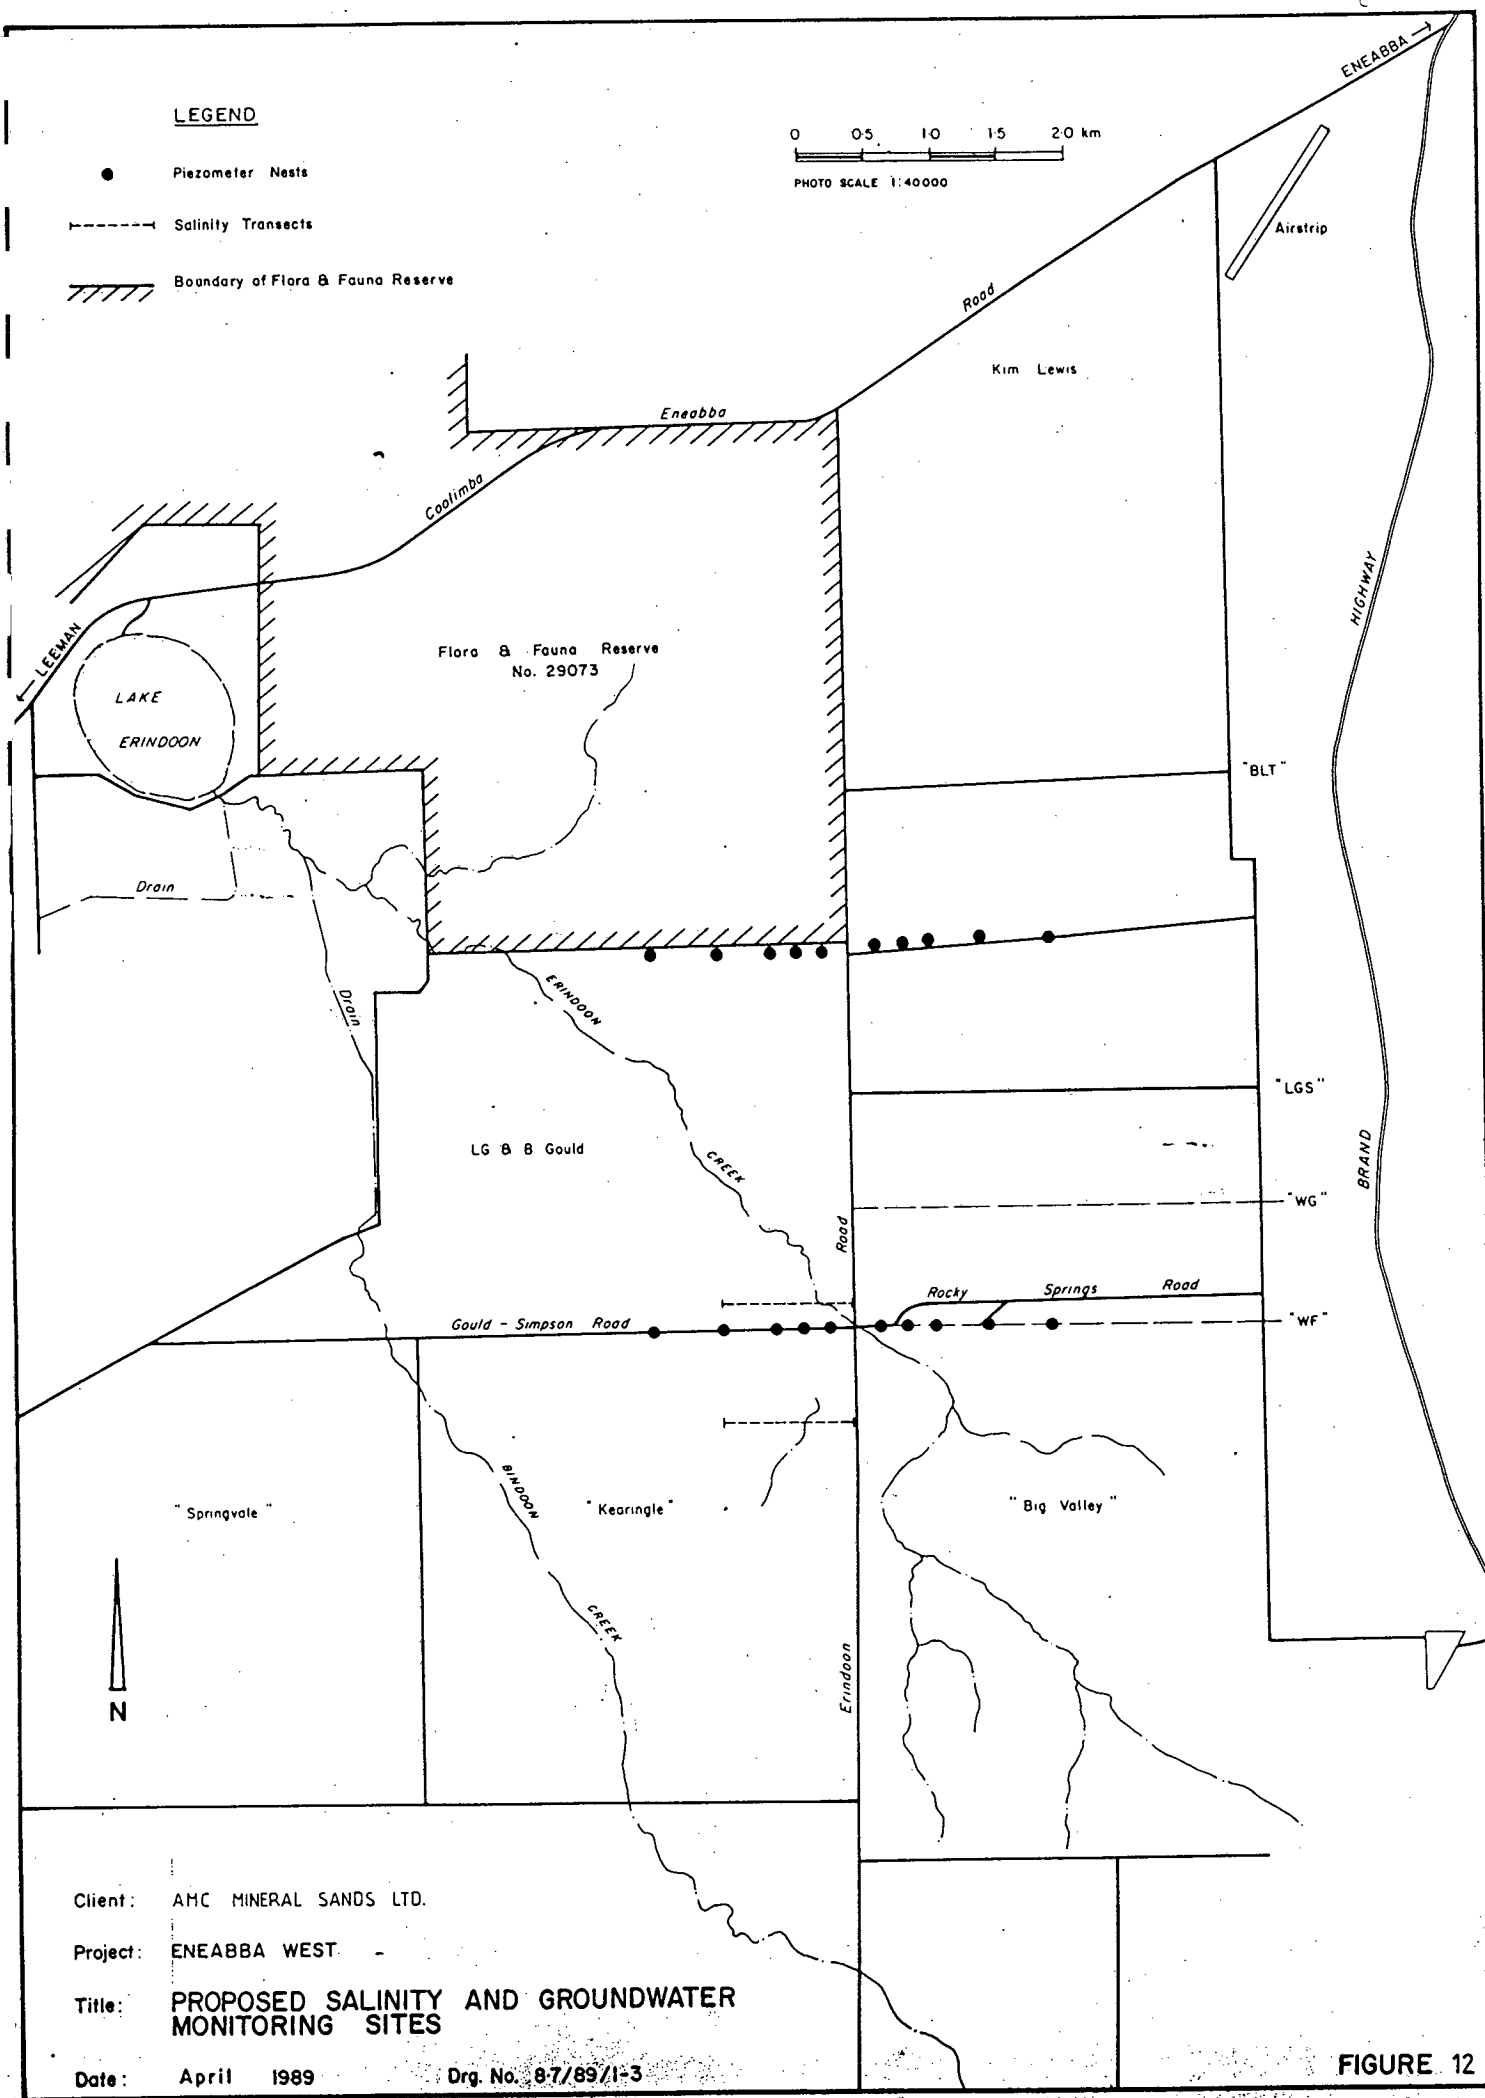 ENEABBA →
LEGEND
Piezometer Nests
Salinity Transects
Boundary of Flora & Fauna Reserve
0 0·5 1·0 1·5 2·0 km
PHOTO SCALE 1:40000
Airstrip
Road
Kim Lewis
Eneabba
Coolimba
HIGHWAY
← LEEMAN
Flora & Fauna Reserve
No. 29073
LAKE
ERINDOON
"BLT"
Drain
Drain
ERINDOON
"LGS"
LG & B Gould
CREEK
BRAND
"WG"
Road
Rocky Springs Road
Gould - Simpson Road
"WF"
BINDOON
"Springvale"
"Kearingle"
"Big Valley"
CREEK
N
Erindoon
Client: AMC MINERAL SANDS LTD.
Project: ENEABBA WEST
Title: PROPOSED SALINITY AND GROUNDWATER
MONITORING SITES
Date: April 1989 Drg. No. 87/89/1-3
FIGURE 12